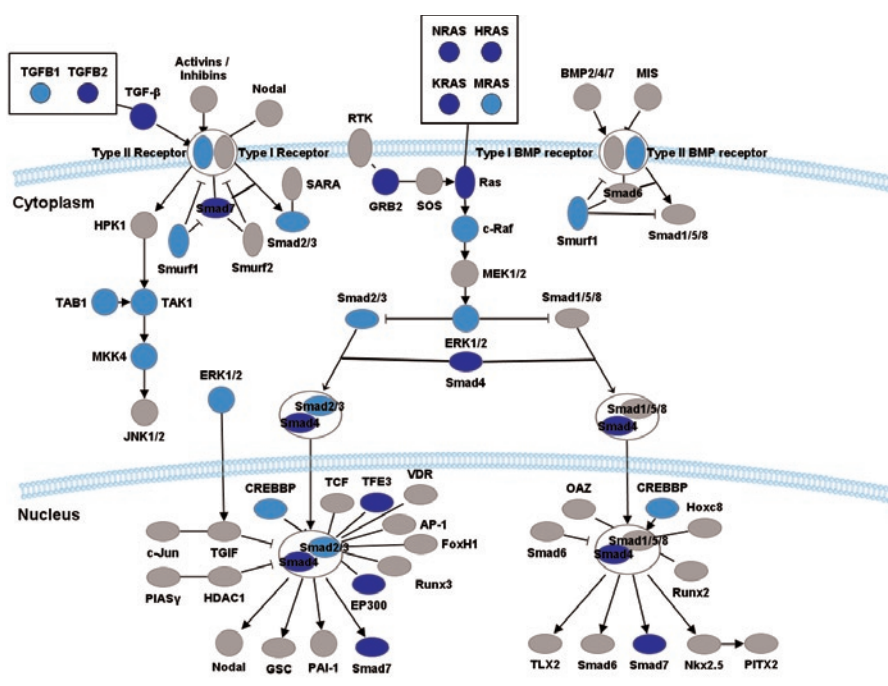 NRAS HRAS
KRAS MRAS
TGFB1 TGFB2
TGF-β
Activins /
Inhibins
Nodal
RTK
BMP2/4/7
MIS
Type II Receptor
Type I Receptor
Type I BMP receptor
Type II BMP receptor
Cytoplasm
SARA
Smad7
GRB2
SOS
Ras
Smad6
HPK1
Smurf1
Smurf2
Smad2/3
c-Raf
Smurf1
Smad1/5/8
MEK1/2
TAB1
TAK1
Smad2/3
Smad1/5/8
ERK1/2
MKK4
ERK1/2
Smad4
JNK1/2
Smad2/3
Smad4
Smad1/5/8
Smad4
Nucleus
CREBBP
TCF
TFE3
VDR
OAZ
CREBBP
Hoxc8
AP-1
c-Jun
TGIF
Smad2/3
Smad4
FoxH1
Smad6
Smad1/5/8
Smad4
Runx3
Runx2
PIASγ
HDAC1
EP300
Nodal
GSC
PAI-1
Smad7
TLX2
Smad6
Smad7
Nkx2.5
PITX2